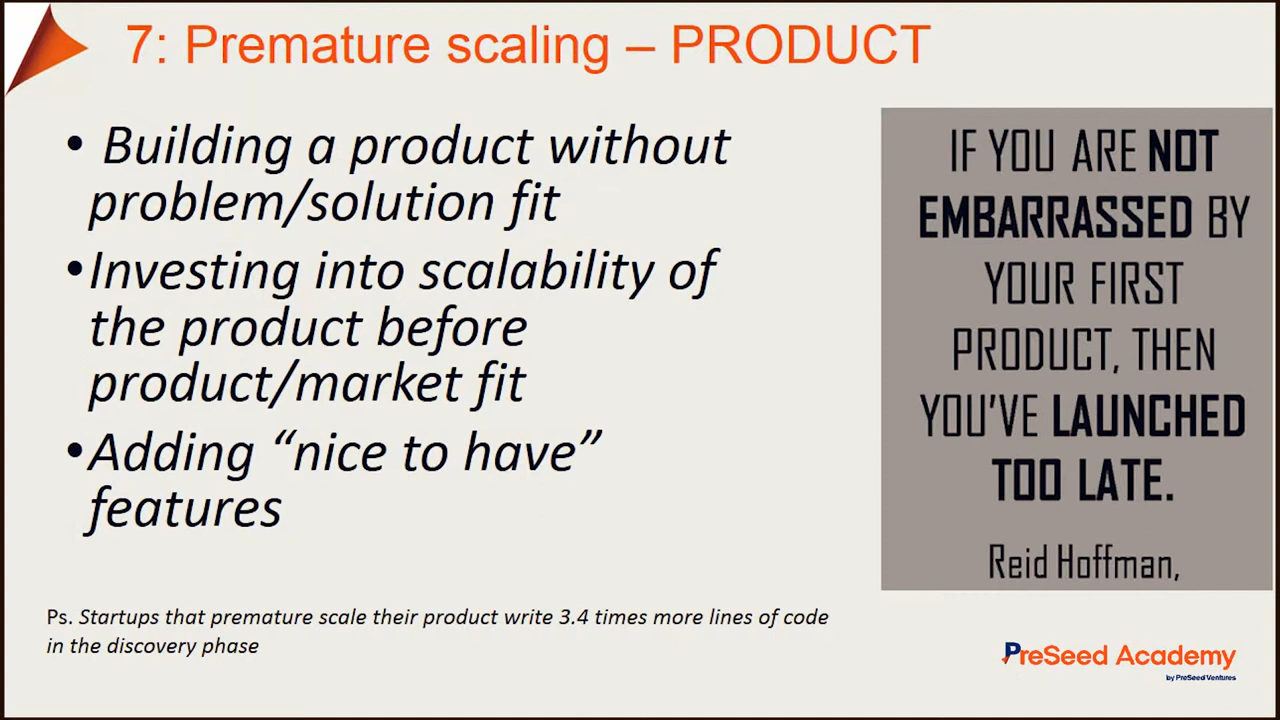 7: Premature scaling – PRODUCT
• Building a product without
problem/solution fit
•Investing into scalability of
the product before
product/market fit
•Adding “nice to have”
features
Ps. Startups that premature scale their product write 3.4 times more lines of code
in the discovery phase
IF YOU ARE NOT
EMBARRASSED BY
YOUR FIRST
PRODUCT, THEN
YOU'VE LAUNCHED
TOO LATE.
Reid Hoffman,
PreSeed Academy
by PreSeed Ventures